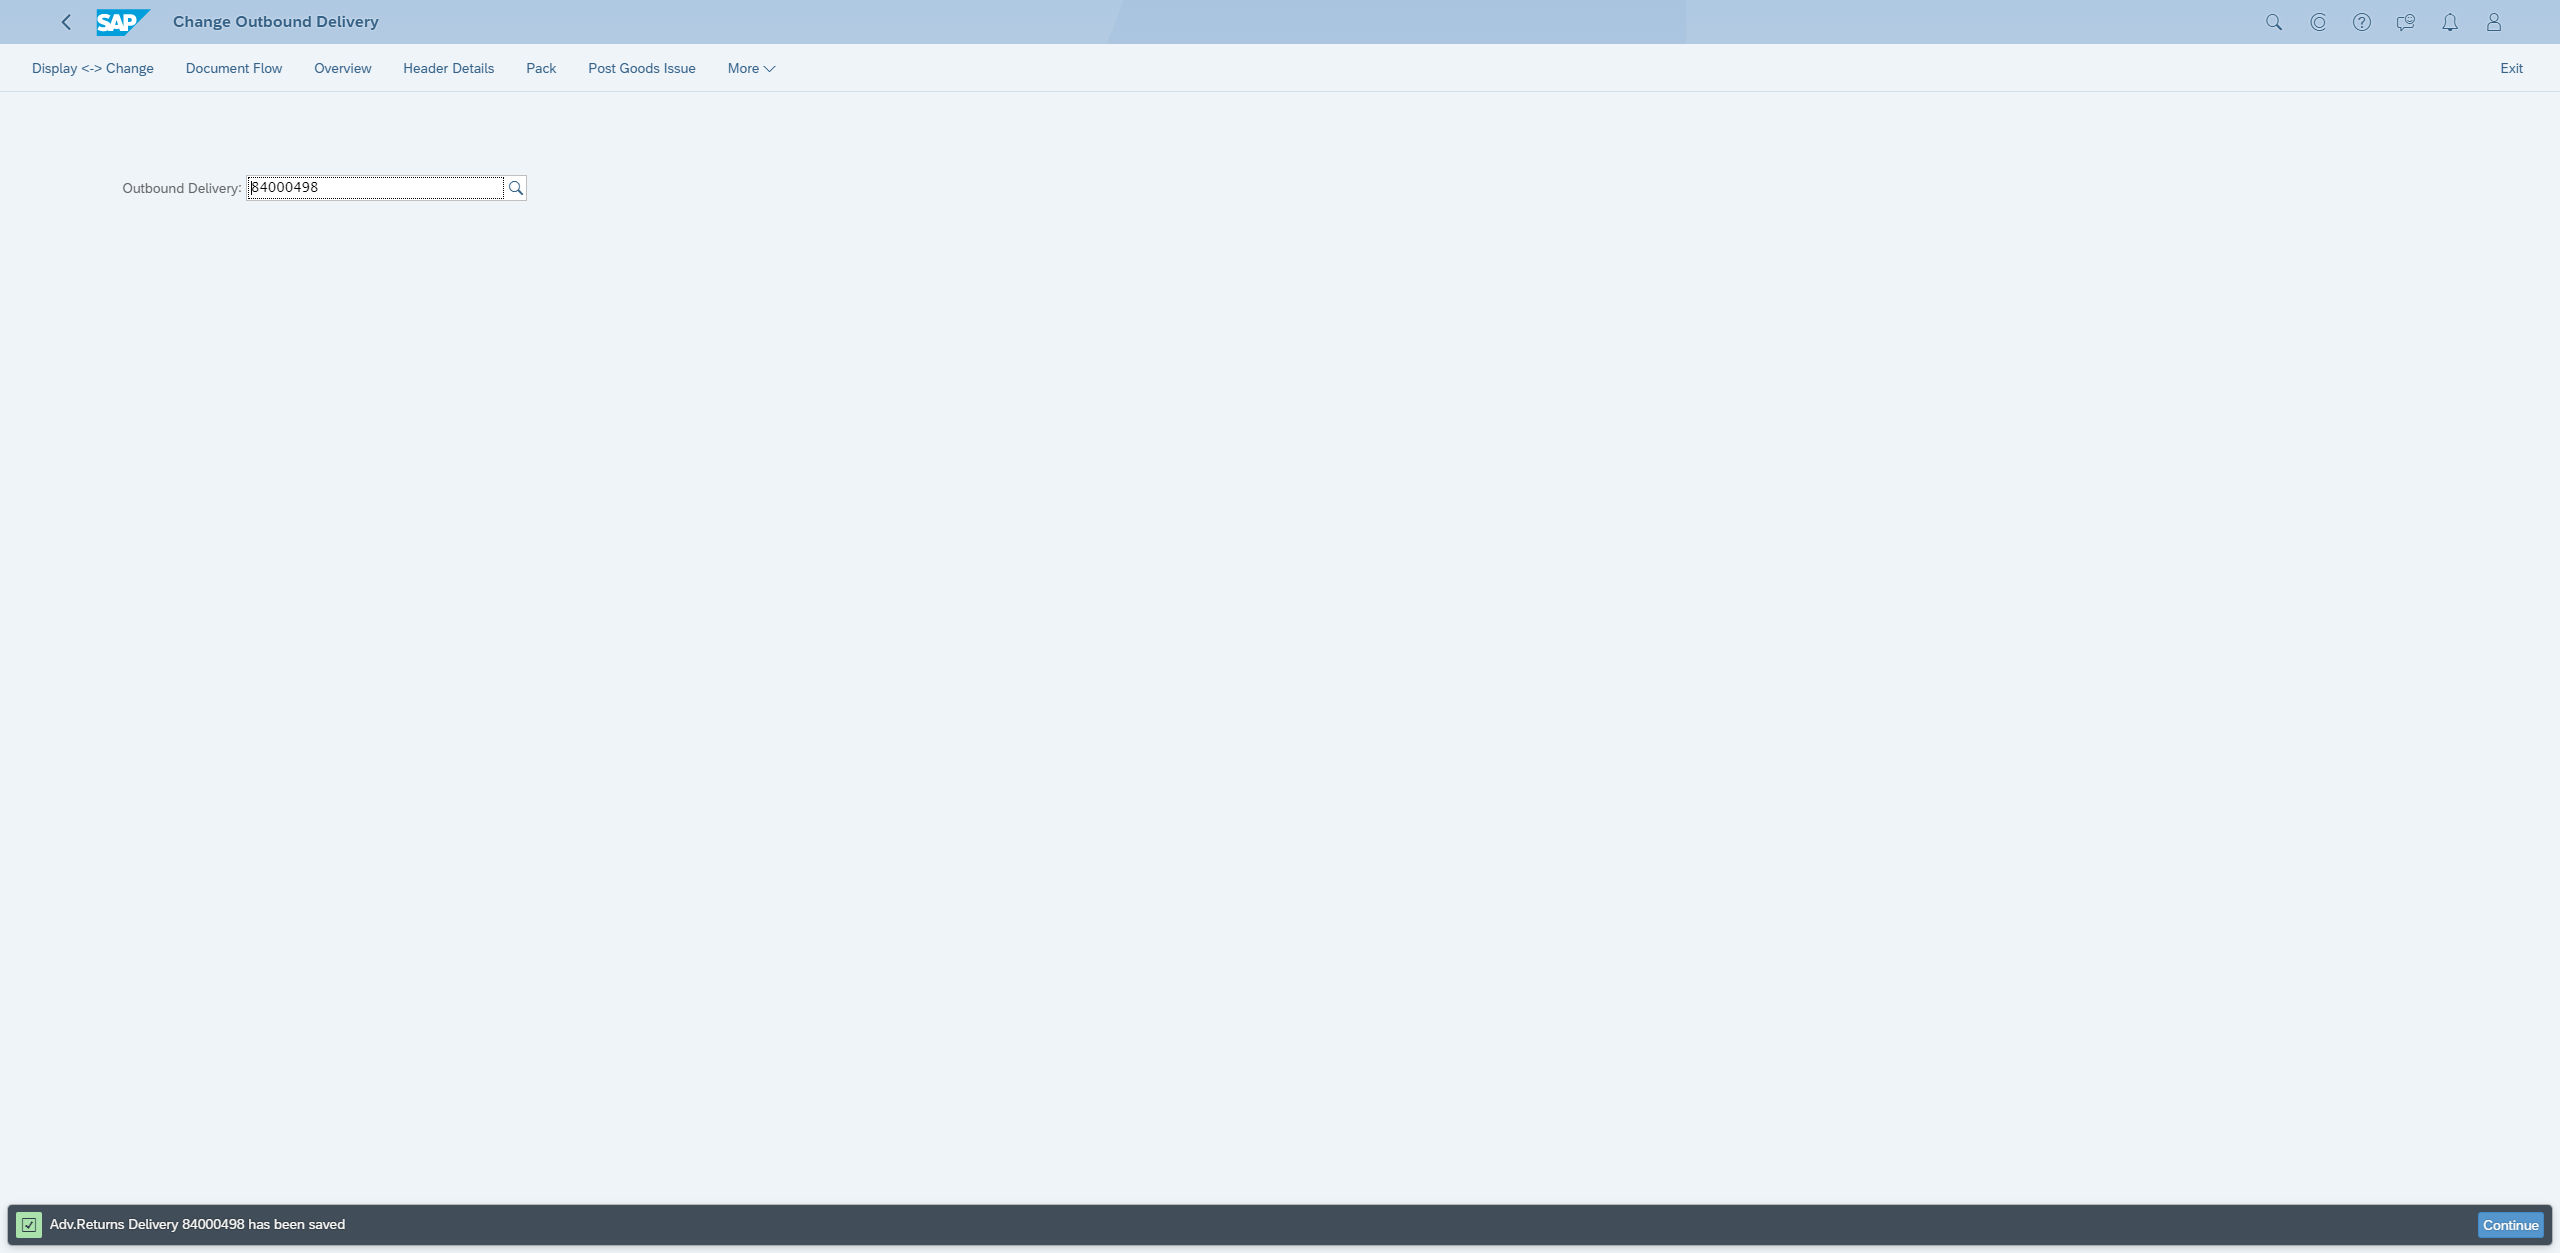 SAP Change Outbound Delivery
Display <-> Change Document Flow Overview Header Details Pack Post Goods Issue More Exit
Outbound Delivery: 84000498
Adv.Returns Delivery 84000498 has been saved Continue